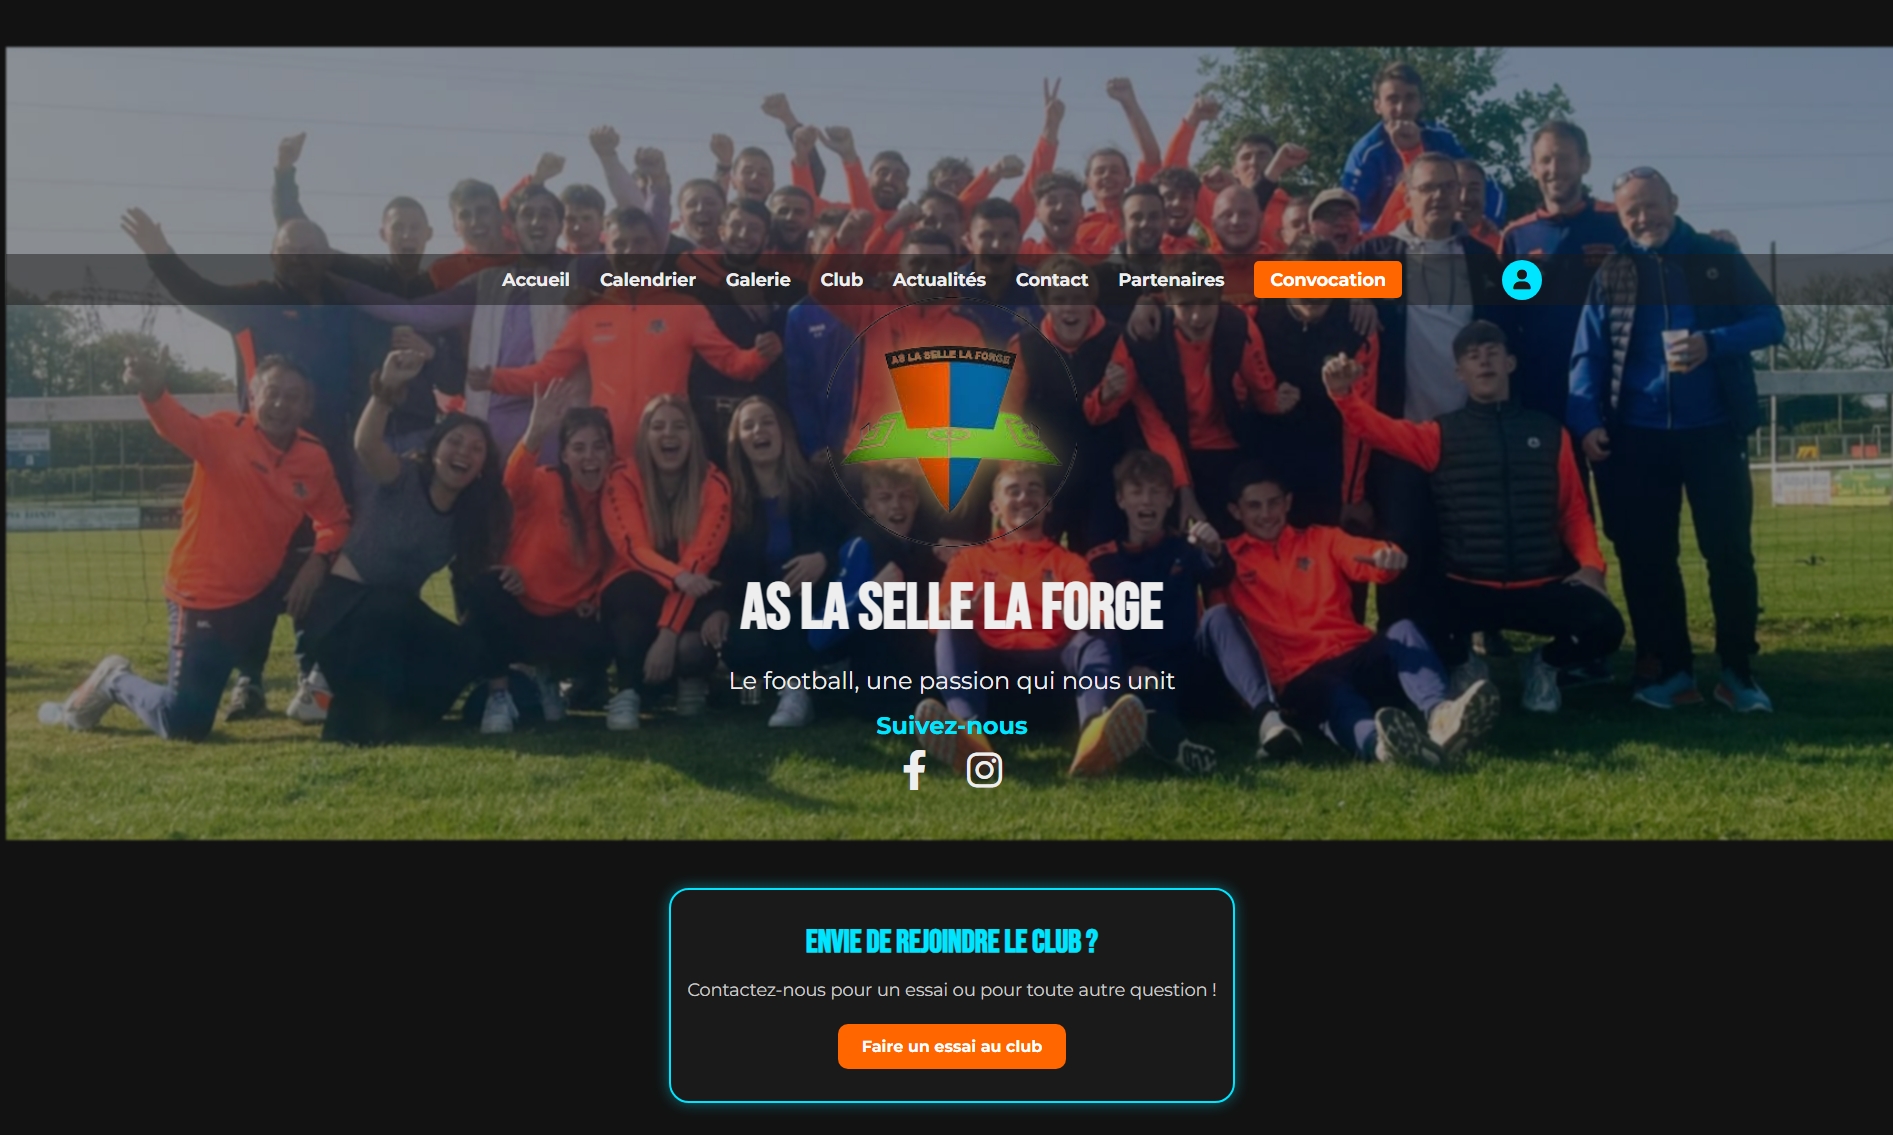 Accueil Calendrier Galerie Club Actualités Contact Partenaires Convocation
AS LA SELLE LA FORGE
AS LA SELLE LA FORGE
Le football, une passion qui nous unit
Suivez-nous
ENVIE DE REJOINDRE LE CLUB ?
Contactez-nous pour un essai ou pour toute autre question !
Faire un essai au club